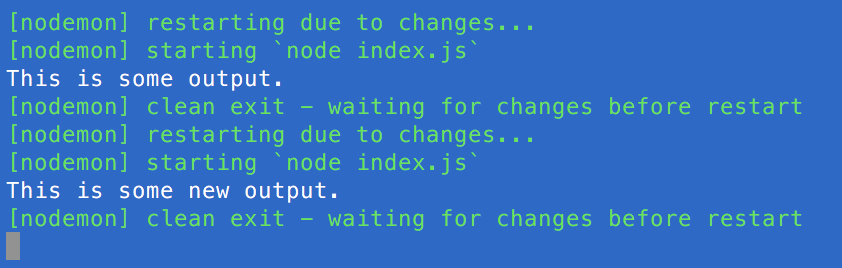 [nodemon] restarting due to changes...
[nodemon] starting `node index.js`
This is some output.
[nodemon] clean exit - waiting for changes before restart
[nodemon] restarting due to changes...
[nodemon] starting `node index.js`
This is some new output.
[nodemon] clean exit - waiting for changes before restart